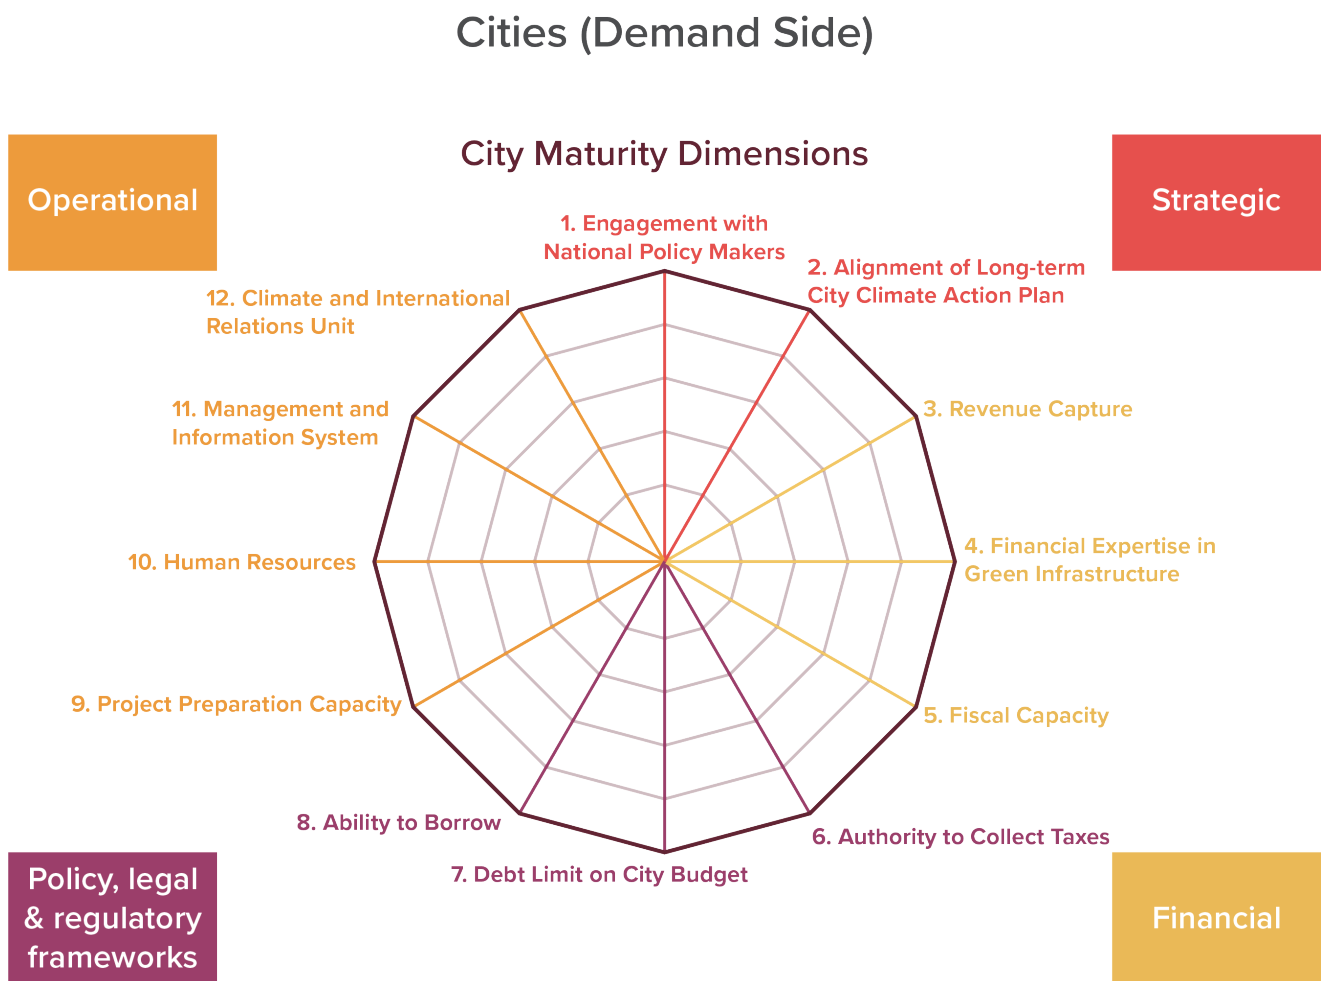 Cities (Demand Side)
Operational
City Maturity Dimensions
Strategic
1. Engagement with
National Policy Makers
2. Alignment of Long-term
City Climate Action Plan
12. Climate and International
Relations Unit
11. Management and
Information System
3. Revenue Capture
10. Human Resources
4. Financial Expertise in
Green Infrastructure
9. Project Preparation Capacity
5. Fiscal Capacity
8. Ability to Borrow
6. Authority to Collect Taxes
7. Debt Limit on City Budget
Policy, legal
& regulatory
frameworks
Financial